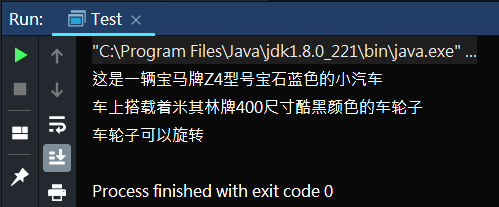 Run: Test
"C:\Program Files\Java\jdk1.8.0_221\bin\java.exe" ...
这是一辆宝马牌Z4型号宝石蓝色的小汽车
车上搭载着米其林牌400尺寸酷黑颜色的车轮子
车轮子可以旋转
Process finished with exit code 0